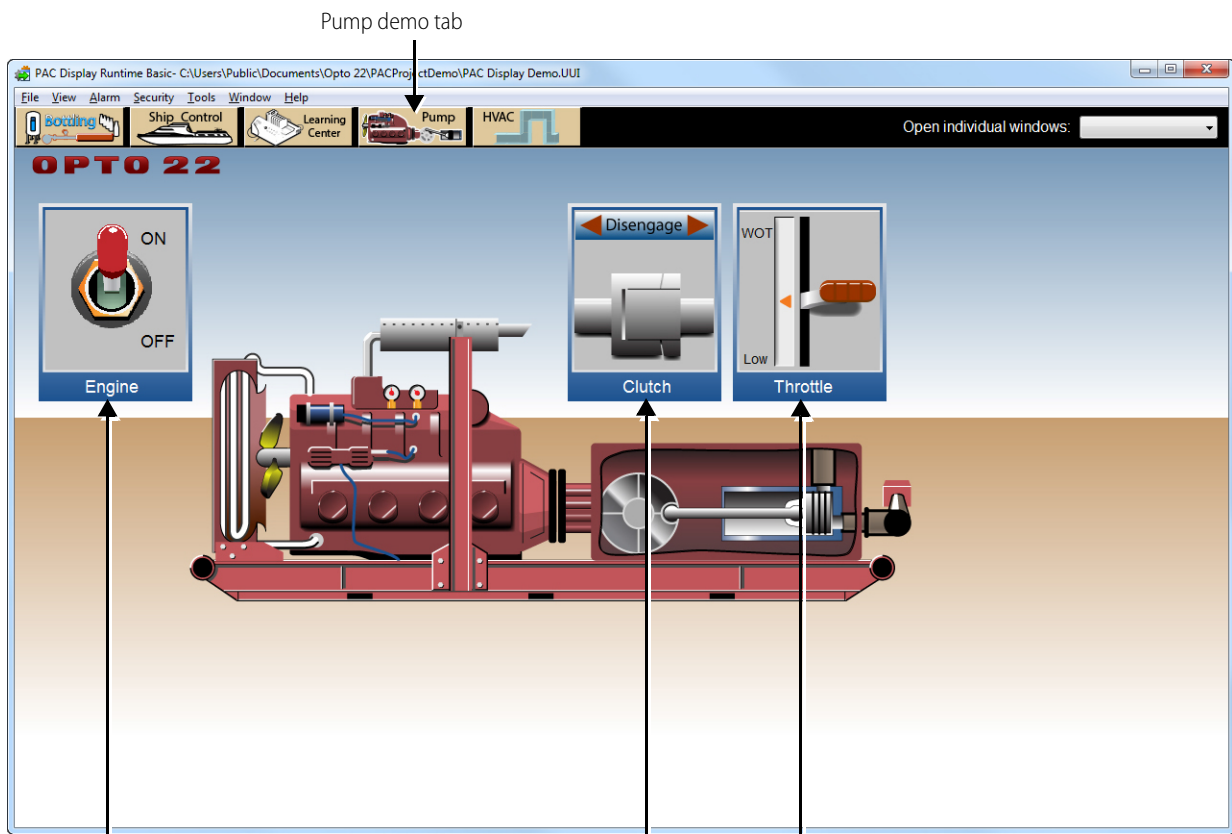 Pump demo tab
PAC Display Runtime Basic- C:\Users\Public\Documents\Opto 22\PACProjectDemo\PAC Display Demo.UUI
File View Alarm Security Tools Window Help
Bottling
Ship Control
Learning
Center
Pump
HVAC
Open individual windows:
OPTO 22
ON
OFF
Engine
Disengage
Clutch
WOT
Low
Throttle